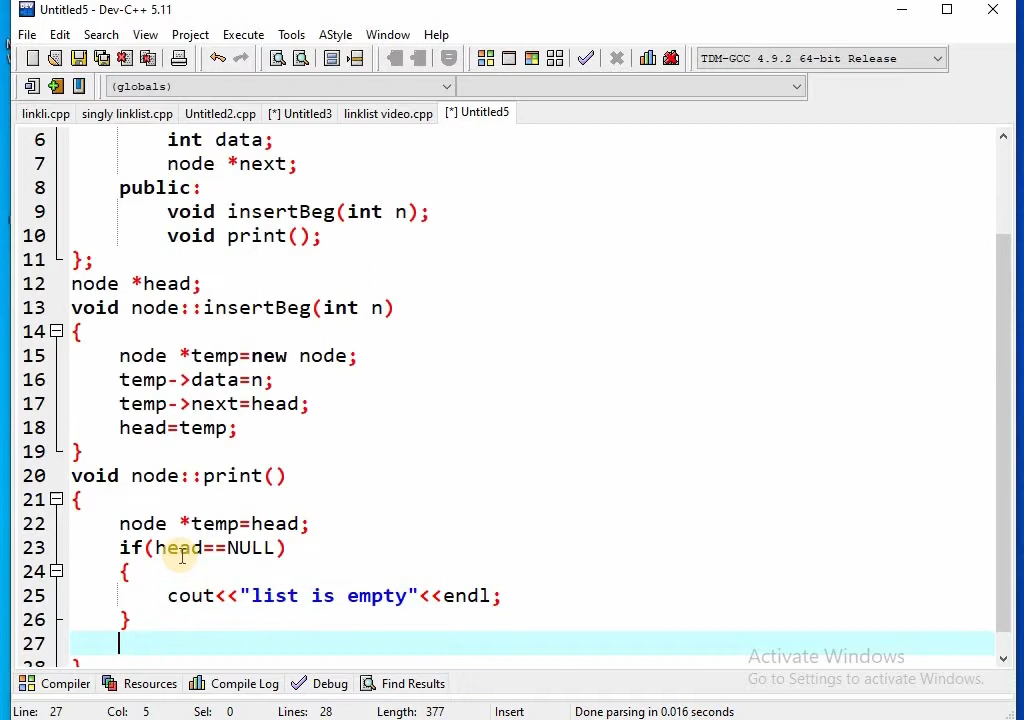 Untitled5 - Dev-C++ 5.11
File Edit Search View Project Execute Tools AStyle Window Help
TDM-GCC 4.9.2 64-bit Release
(globals)
linkli.cpp singly linklist.cpp Untitled2.cpp [*] Untitled3 linklist video.cpp [*] Untitled5
6 int data;
7 node *next;
8 public:
9 void insertBeg(int n);
10 void print();
11 };
12 node *head;
13 void node::insertBeg(int n)
14 {
15 node *temp=new node;
16 temp->data=n;
17 temp->next=head;
18 head=temp;
19 }
20 void node::print()
21 {
22 node *temp=head;
23 if(head==NULL)
24 {
25 cout<<"list is empty"<<endl;
26 }
27
28 }
Activate Windows
Go to Settings to activate Windows.
Compiler Resources Compile Log Debug Find Results
Line: 27 Col: 5 Sel: 0 Lines: 28 Length: 377 Insert Done parsing in 0.016 seconds